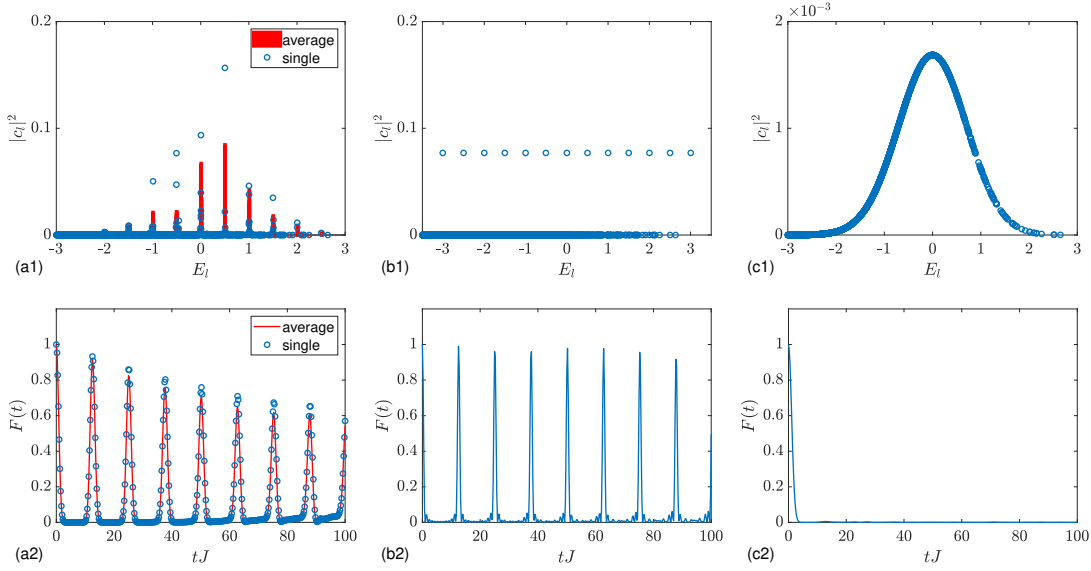 0.2
0.1
0
|c_l|^2
average
single
-3 -2 -1 0 1 2 3
(a1)
E_l
0.2
0.1
0
|c_l|^2
-3 -2 -1 0 1 2 3
(b1)
E_l
×10^{-3}
2
1
0
|c_l|^2
-3 -2 -1 0 1 2 3
(c1)
E_l
1
0.8
0.6
0.4
0.2
0
F(t)
average
single
0 20 40 60 80 100
(a2)
tJ
1
0.8
0.6
0.4
0.2
0
F(t)
0 20 40 60 80 100
(b2)
tJ
1
0.8
0.6
0.4
0.2
0
F(t)
0 20 40 60 80 100
(c2)
tJ